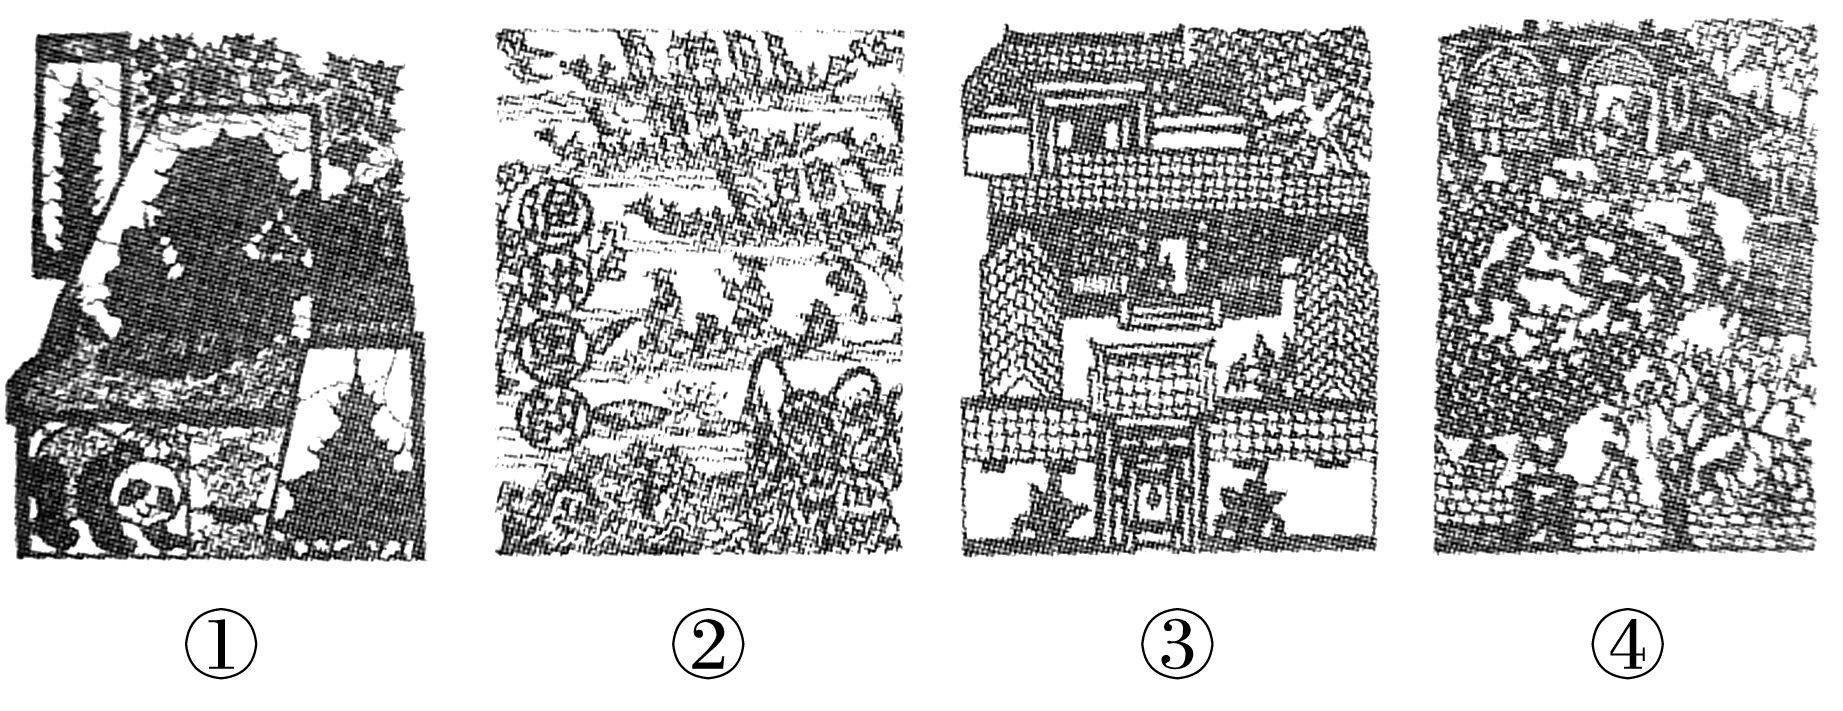 ① ② ③ ④